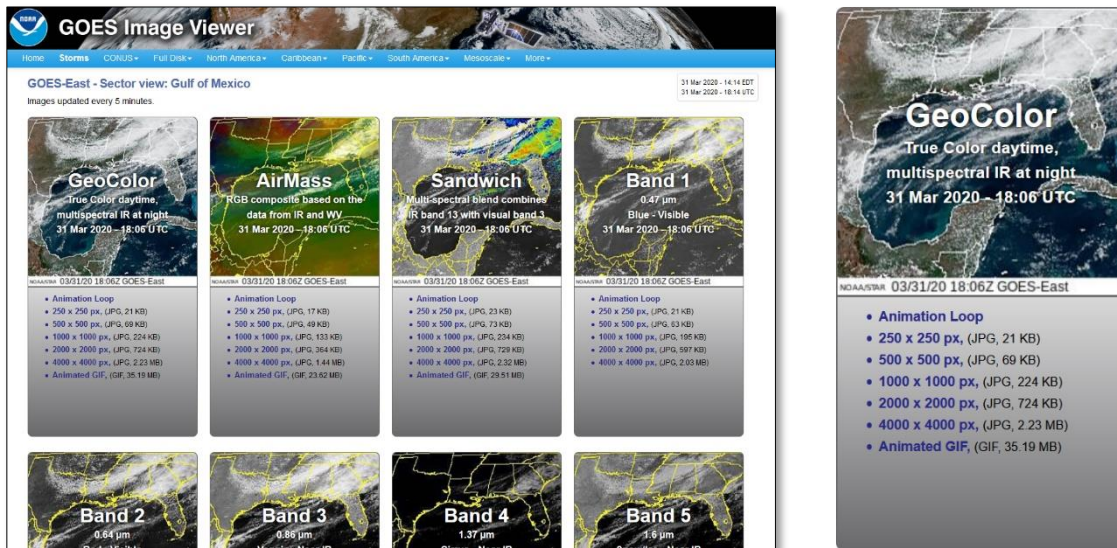 NOAA
GOES Image Viewer
Home Storms CONUS Full Disk North America Caribbean Pacific South America Mesoscale More
GOES-East - Sector view: Gulf of Mexico
Images updated every 5 minutes.
31 Mar 2020 - 14:14 EDT
31 Mar 2020 - 18:14 UTC
GeoColor
True Color daytime,
multispectral IR at night
31 Mar 2020 - 18:06 UTC
NOAA/STAR 03/31/20 18:06Z GOES-East
• Animation Loop
• 250 x 250 px, (JPG, 21 KB)
• 500 x 500 px, (JPG, 69 KB)
• 1000 x 1000 px, (JPG, 224 KB)
• 2000 x 2000 px, (JPG, 724 KB)
• 4000 x 4000 px, (JPG, 2.23 MB)
• Animated GIF, (GIF, 35.19 MB)
AirMass
RGB composite based on the
data from IR and WV
31 Mar 2020 - 18:06 UTC
NOAA/STAR 03/31/20 18:06Z GOES-East
• Animation Loop
• 250 x 250 px, (JPG, 17 KB)
• 500 x 500 px, (JPG, 49 KB)
• 1000 x 1000 px, (JPG, 133 KB)
• 2000 x 2000 px, (JPG, 364 KB)
• 4000 x 4000 px, (JPG, 1.44 MB)
• Animated GIF, (GIF, 23.62 MB)
Sandwich
Multi-spectral blend combines
IR band 13 with visual band 3
31 Mar 2020 - 18:06 UTC
NOAA/STAR 03/31/20 18:06Z GOES-East
• Animation Loop
• 250 x 250 px, (JPG, 23 KB)
• 500 x 500 px, (JPG, 73 KB)
• 1000 x 1000 px, (JPG, 234 KB)
• 2000 x 2000 px, (JPG, 729 KB)
• 4000 x 4000 px, (JPG, 2.32 MB)
• Animated GIF, (GIF, 29.51 MB)
Band 1
0.47 µm
Blue - Visible
31 Mar 2020 - 18:06 UTC
NOAA/STAR 03/31/20 18:06Z GOES-East
• Animation Loop
• 250 x 250 px, (JPG, 21 KB)
• 500 x 500 px, (JPG, 63 KB)
• 1000 x 1000 px, (JPG, 195 KB)
• 2000 x 2000 px, (JPG, 597 KB)
• 4000 x 4000 px, (JPG, 2.03 MB)
Band 2
0.64 µm
Band 3
0.86 µm
Band 4
1.37 µm
Band 5
1.6 µm
GeoColor
True Color daytime,
multispectral IR at night
31 Mar 2020 - 18:06 UTC
NOAA/STAR 03/31/20 18:06Z GOES-East
• Animation Loop
• 250 x 250 px, (JPG, 21 KB)
• 500 x 500 px, (JPG, 69 KB)
• 1000 x 1000 px, (JPG, 224 KB)
• 2000 x 2000 px, (JPG, 724 KB)
• 4000 x 4000 px, (JPG, 2.23 MB)
• Animated GIF, (GIF, 35.19 MB)